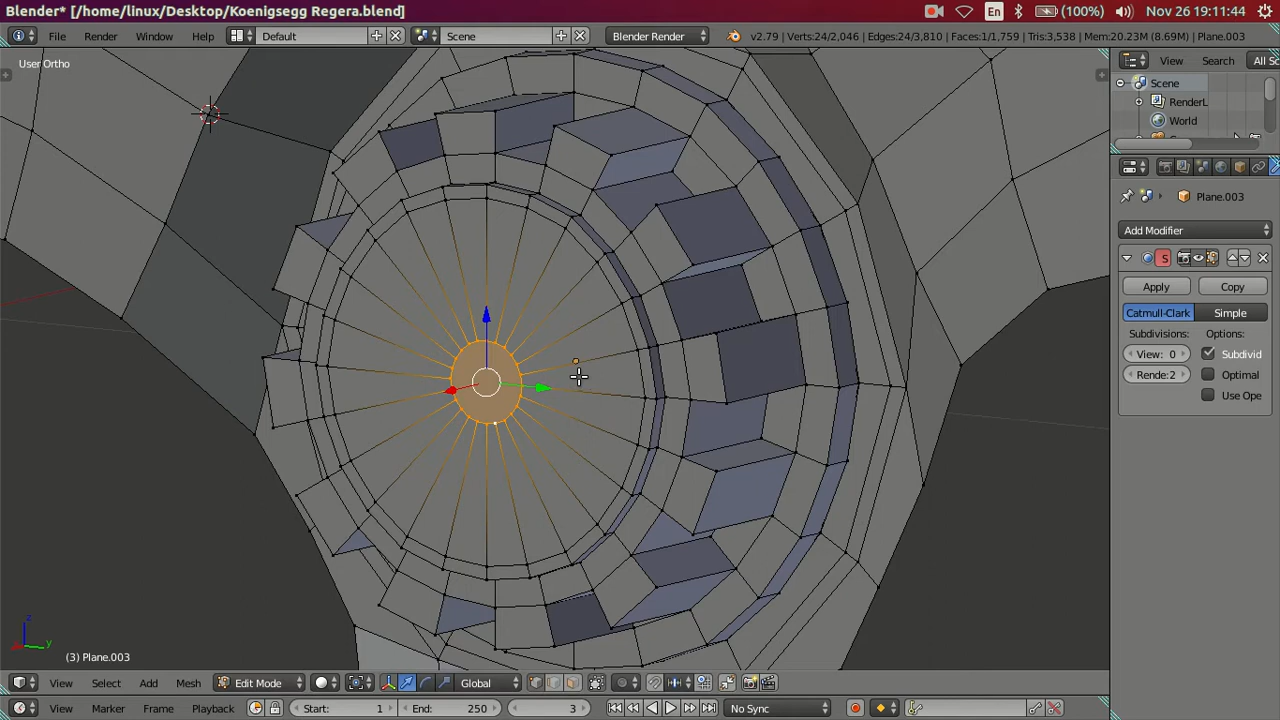 Blender* [/home/linux/Desktop/Koenigsegg Regera.blend]
En (100%) Nov 26 19:11:44
File Render Window Help Default Scene Blender Render v2.79 | Verts:24/2,046 | Edges:24/3,810 | Faces:1/1,759 | Tris:3,538 | Mem:20.23M (8.69M) | Plane.003
User Ortho
View Search All Sc
Scene
RenderL
World
Plane.003
Add Modifier
S
Apply Copy
Catmull-Clark Simple
Subdivisions: Options:
View: 0 Subdivid
Rende:2 Optimal
Use Ope
z
y
(3) Plane.003
View Select Add Mesh Edit Mode Global
View Marker Frame Playback Start: 1 End: 250 3 No Sync